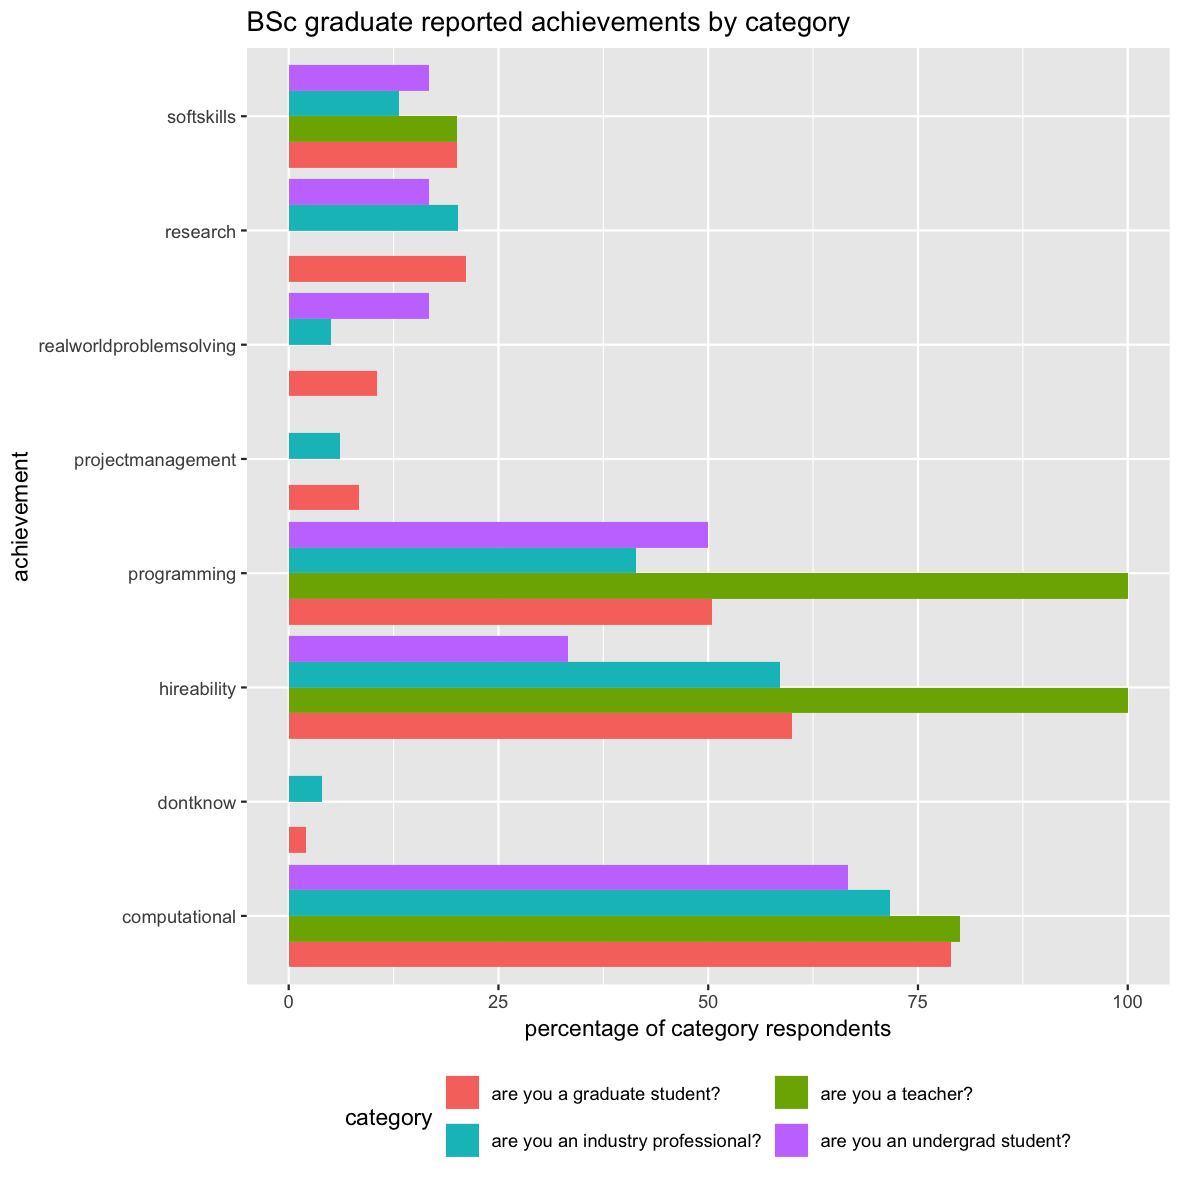 BSc graduate reported achievements by category
achievement
softskills
research
realworldproblemsolving
projectmanagement
programming
hireability
dontknow
computational
0 25 50 75 100
percentage of category respondents
category
are you a graduate student? are you a teacher?
are you an industry professional? are you an undergrad student?